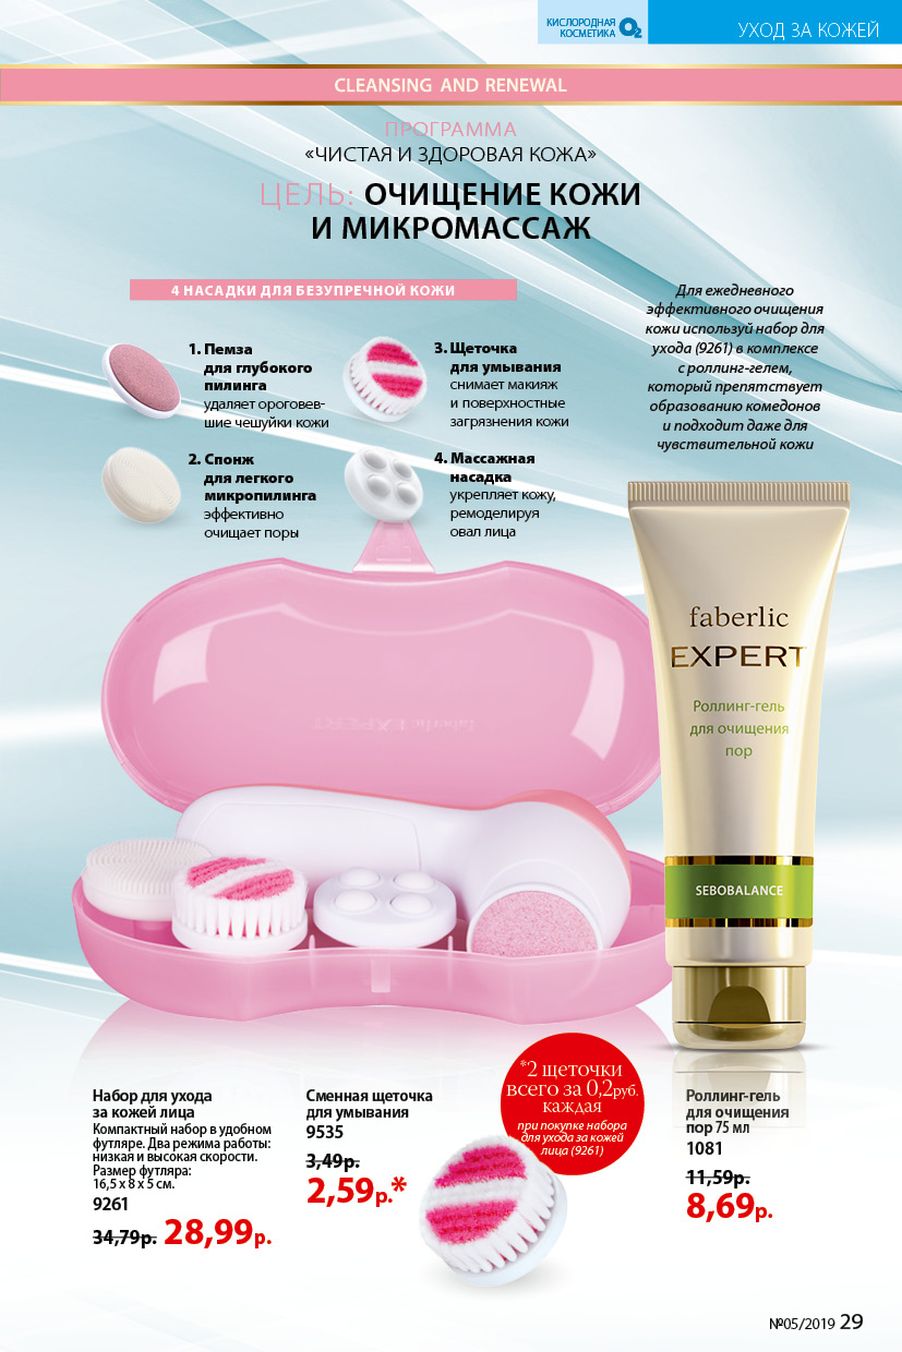 КИСЛОРОДНАЯ
КОСМЕТИКА O2
УХОД ЗА КОЖЕЙ
CLEANSING AND RENEWAL
ПРОГРАММА
«ЧИСТАЯ И ЗДОРОВАЯ КОЖА»
ЦЕЛЬ: ОЧИЩЕНИЕ КОЖИ
И МИКРОМАССАЖ
4 НАСАДКИ ДЛЯ БЕЗУПРЕЧНОЙ КОЖИ
1. Пемза
для глубокого
пилинга
удаляет ороговев-
шие чешуйки кожи
2. Спонж
для легкого
микропилинга
эффективно
очищает поры
3. Щеточка
для умывания
снимает макияж
и поверхностные
загрязнения кожи
4. Массажная
насадка
укрепляет кожу,
ремоделируя
овал лица
Для ежедневного
эффективного очищения
кожи используй набор для
ухода (9261) в комплексе
с роллинг-гелем,
который препятствует
образованию комедонов
и подходит даже для
чувствительной кожи
faberlic EXPERT
faberlic
EXPERT
Роллинг-гель
для очищения
пор
SEBOBALANCE
Набор для ухода
за кожей лица
Компактный набор в удобном
футляре. Два режима работы:
низкая и высокая скорости.
Размер футляра:
16,5 х 8 х 5 см.
9261
34,79р. 28,99р.
Сменная щеточка
для умывания
9535
3,49р.
2,59р.*
*2 щеточки
всего за 0,2руб.
каждая
при покупке набора
для ухода за кожей
лица (9261)
Роллинг-гель
для очищения
пор 75 мл
1081
11,59р.
8,69р.
№05/2019 29